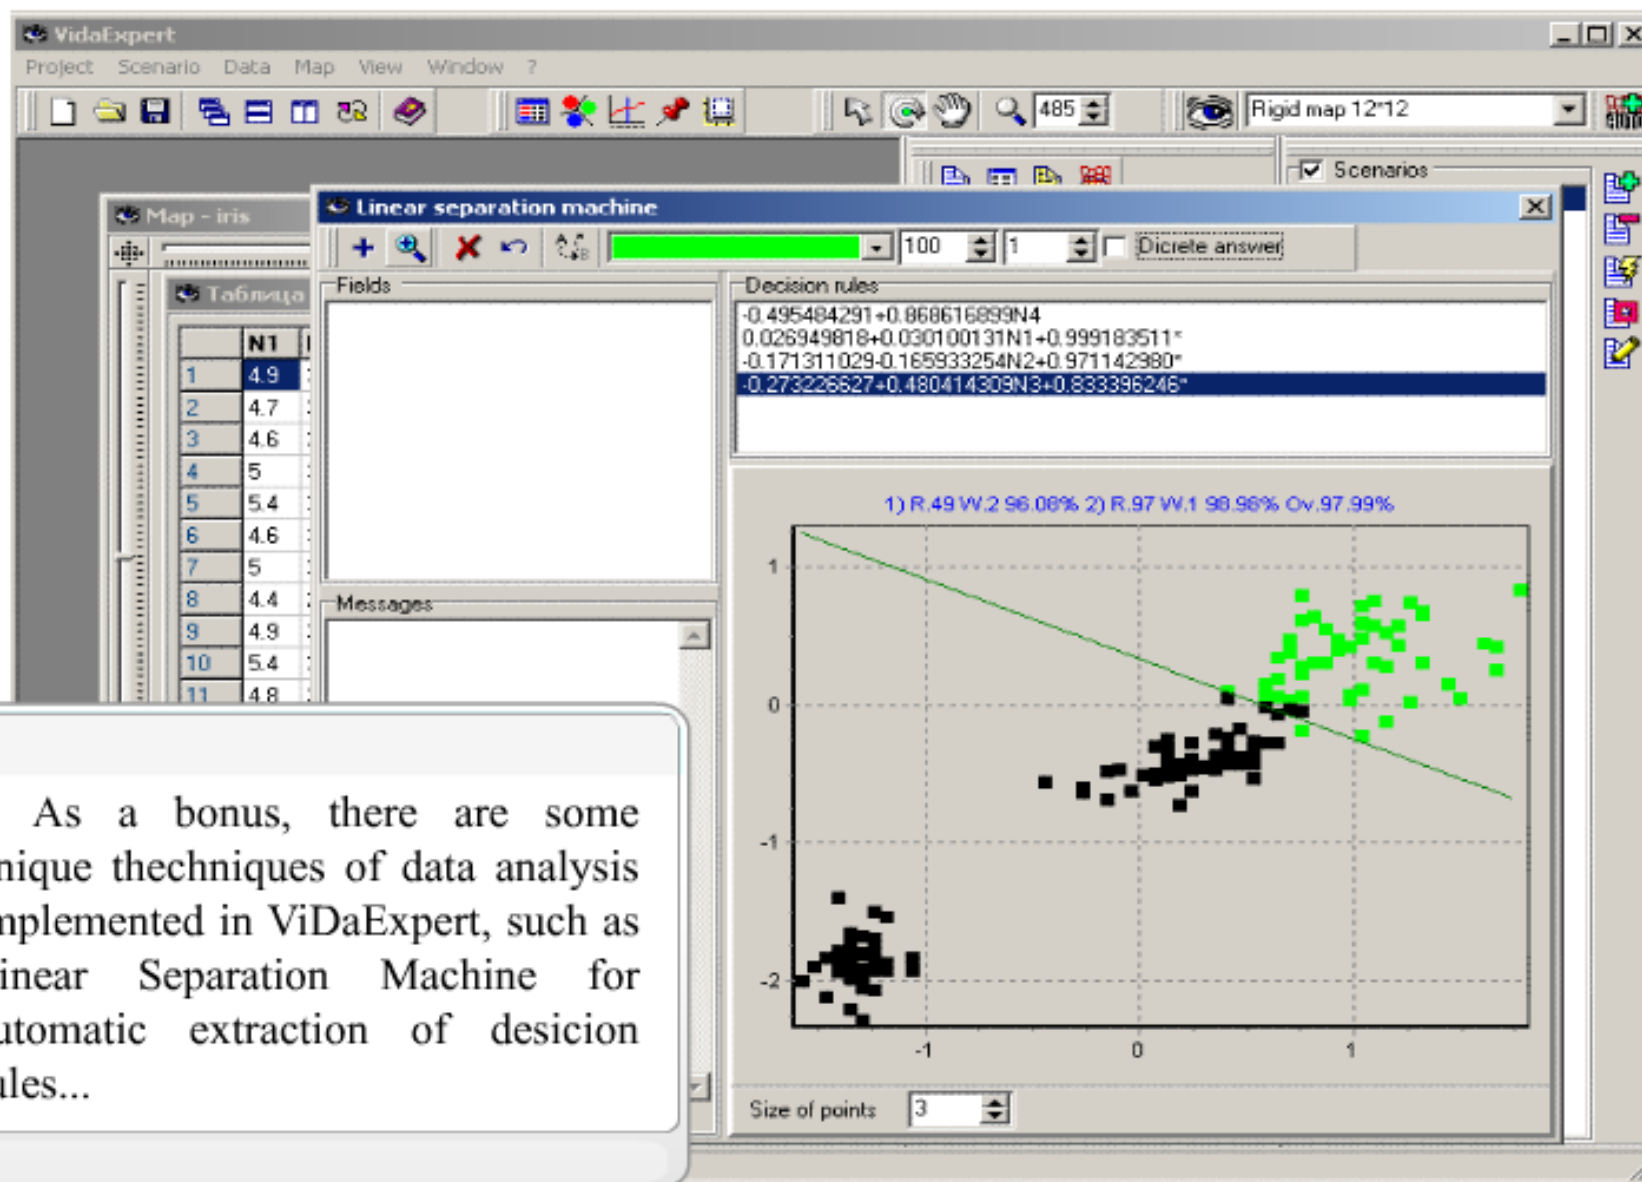 VidaExpert
Project Scenario Data Map View Window ?
485
Rigid map 12*12
Scenarios
Map - iris
Linear separation machine
100
1
Dicrete answer
Таблица
Fields
Decision rules
-0.495484291+0.868616899N4
0.026949818+0.030100131N1+0.999183511*
-0.171311029-0.165933254N2+0.971142980*
-0.273226627+0.480414309N3+0.833396246*
N1
1 4.9
2 4.7
3 4.6
4 5
5 5.4
6 4.6
7 5
8 4.4
9 4.9
10 5.4
11 4.8
Messages
1) R.49 W.2 96.08% 2) R.97 W.1 98.98% Ov.97.99%
1
0
-1
-2
-1 0 1
Size of points 3
As a bonus, there are some
nique thechniques of data analysis
mplemented in ViDaExpert, such as
inear Separation Machine for
utomatic extraction of desicion
ules...